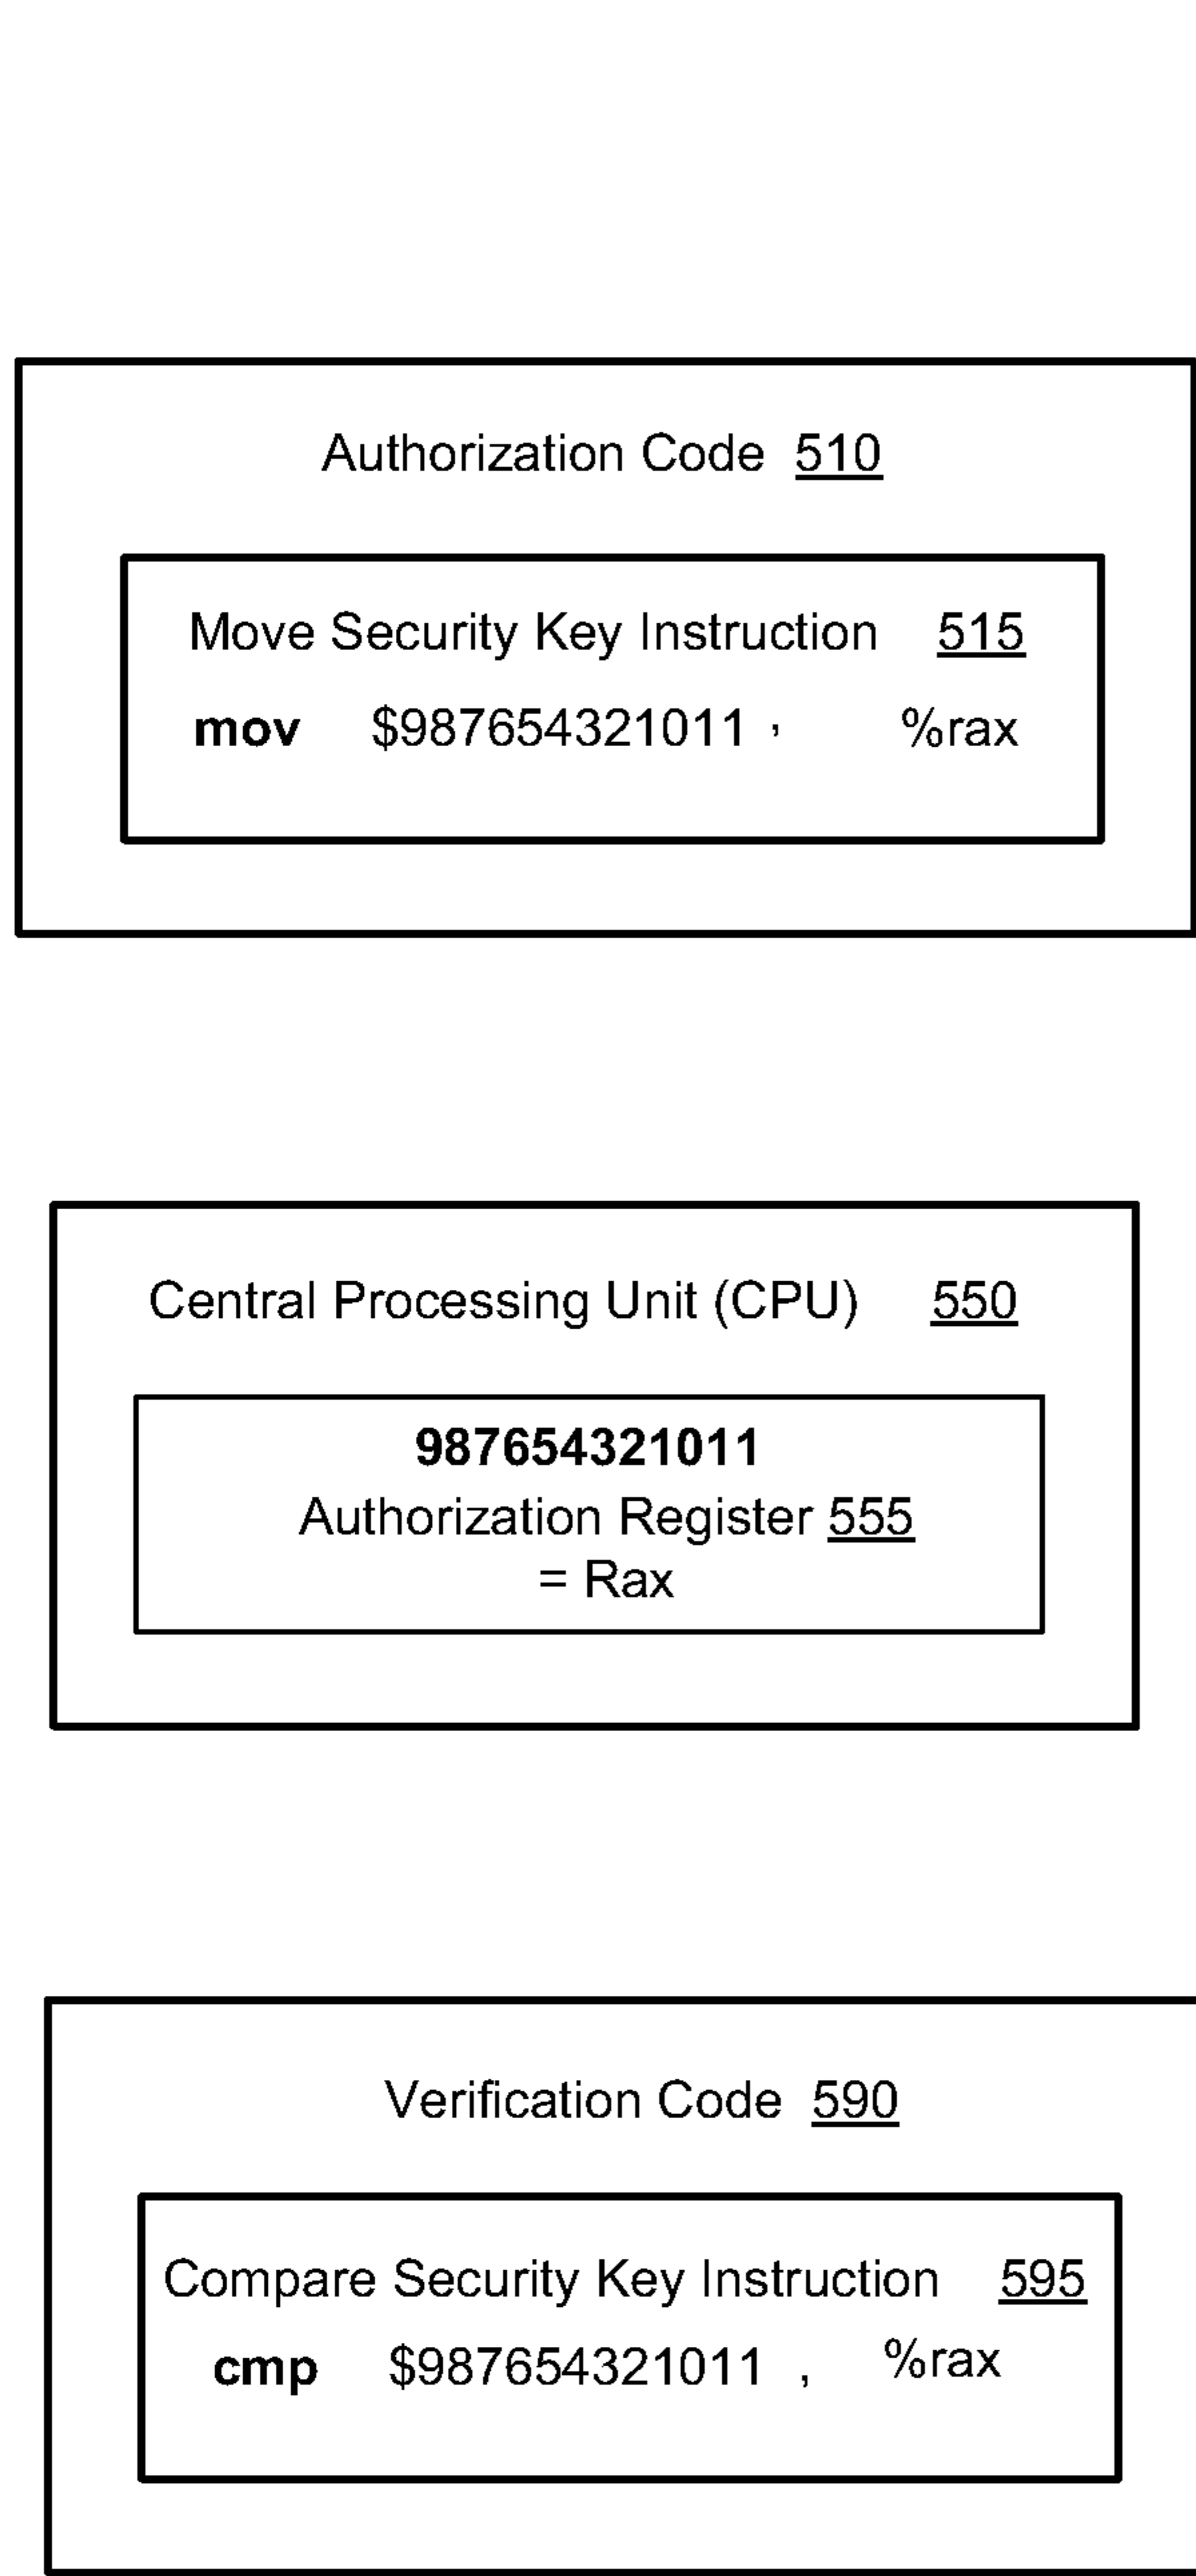 Authorization Code 510
Move Security Key Instruction 515
mov $987654321011 , %rax
Central Processing Unit (CPU) 550
987654321011
Authorization Register 555
= Rax
Verification Code 590
Compare Security Key Instruction 595
cmp $987654321011 , %rax